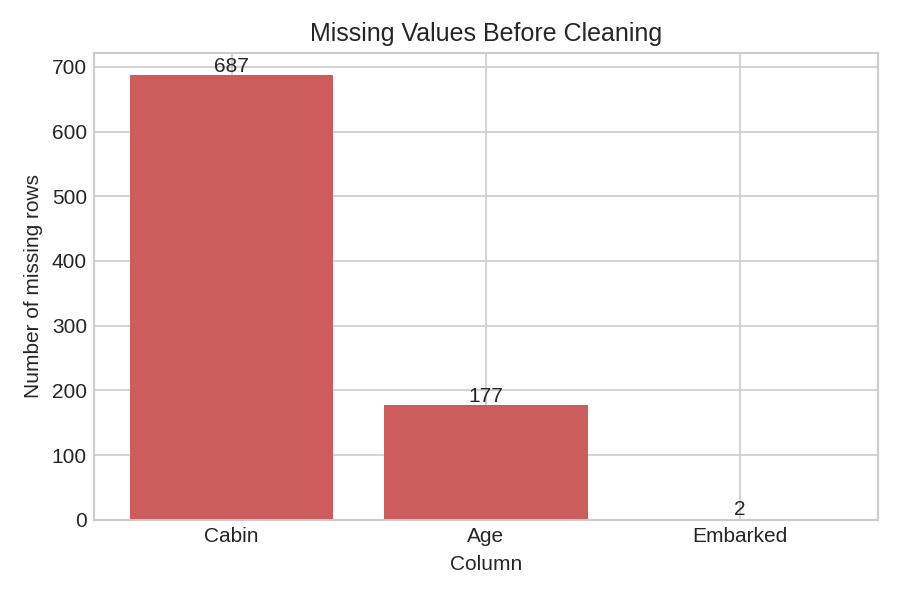 Missing Values Before Cleaning
Number of missing rows
700
600
500
400
300
200
100
0
687
177
2
Cabin Age Embarked
Column